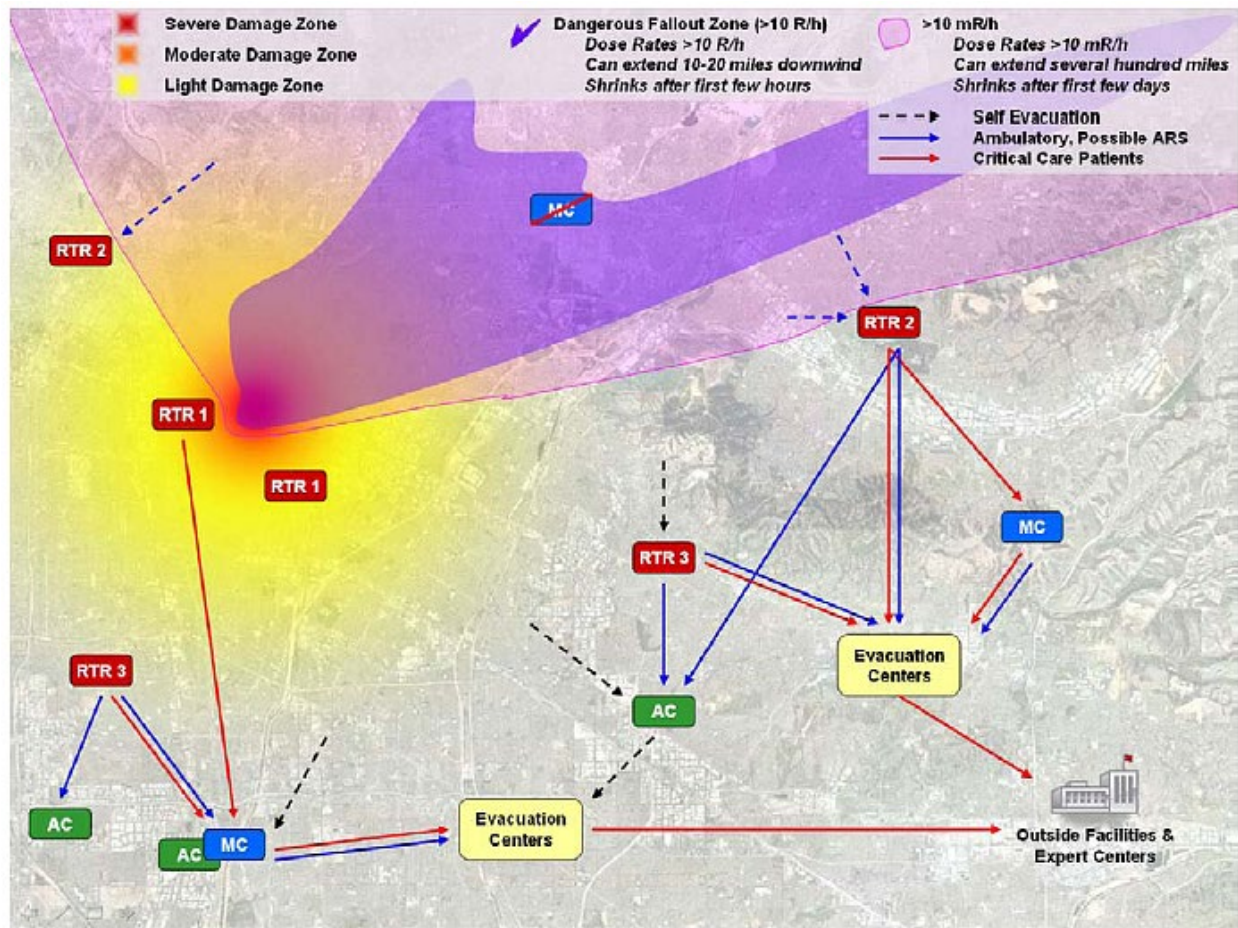 Severe Damage Zone
Moderate Damage Zone
Light Damage Zone
Dangerous Fallout Zone (>10 R/h)
Dose Rates >10 R/h
Can extend 10-20 miles downwind
Shrinks after first few hours
>10 mR/h
Dose Rates >10 mR/h
Can extend several hundred miles
Shrinks after first few days
Self Evacuation
Ambulatory, Possible ARS
Critical Care Patients
MC
RTR 2
RTR 2
RTR 1
RTR 1
MC
RTR 3
Evacuation
Centers
RTR 3
AC
AC
AC
MC
Evacuation
Centers
Outside Facilities &
Expert Centers